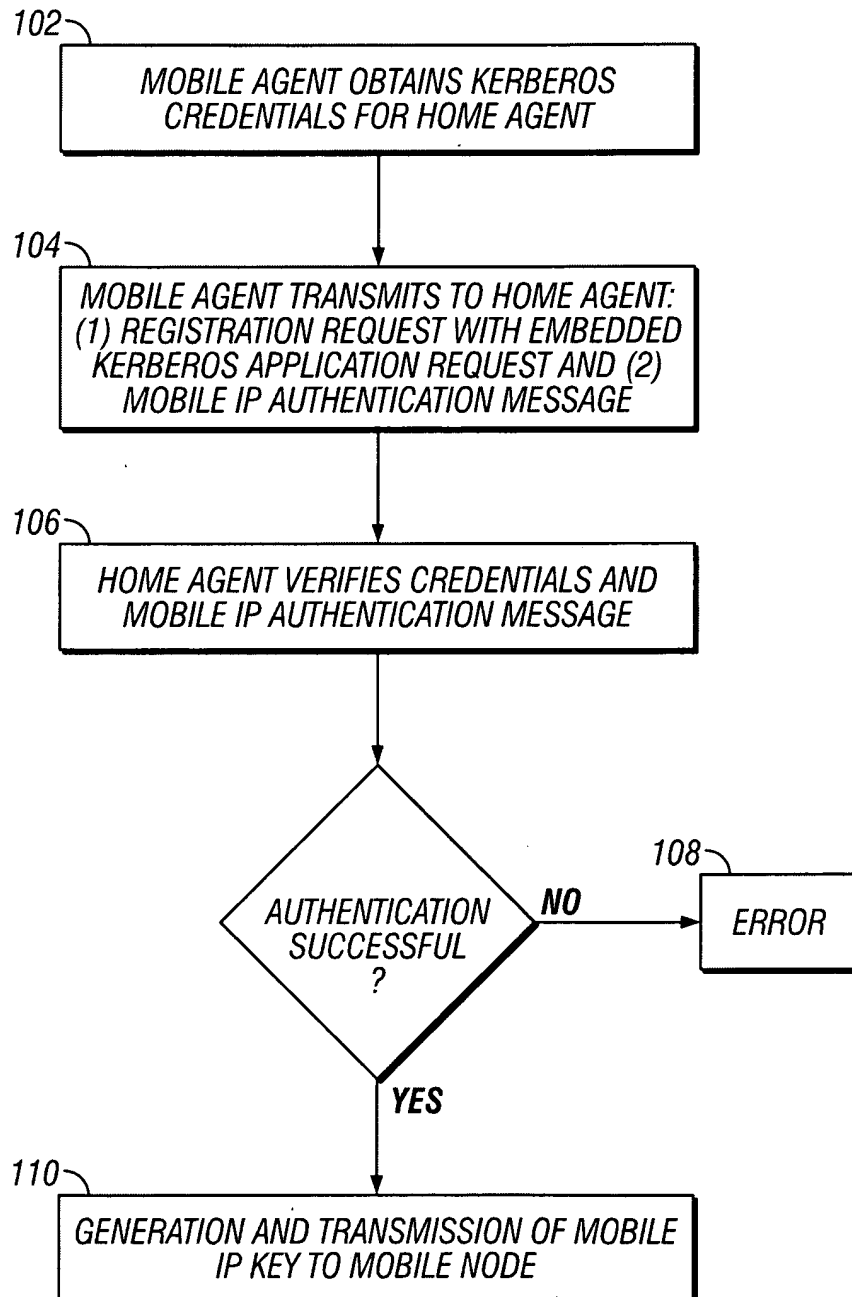 102
MOBILE AGENT OBTAINS KERBEROS
CREDENTIALS FOR HOME AGENT
104
MOBILE AGENT TRANSMITS TO HOME AGENT:
(1) REGISTRATION REQUEST WITH EMBEDDED
KERBEROS APPLICATION REQUEST AND (2)
MOBILE IP AUTHENTICATION MESSAGE
106
HOME AGENT VERIFIES CREDENTIALS AND
MOBILE IP AUTHENTICATION MESSAGE
AUTHENTICATION
SUCCESSFUL
?
NO
108
ERROR
YES
110
GENERATION AND TRANSMISSION OF MOBILE
IP KEY TO MOBILE NODE